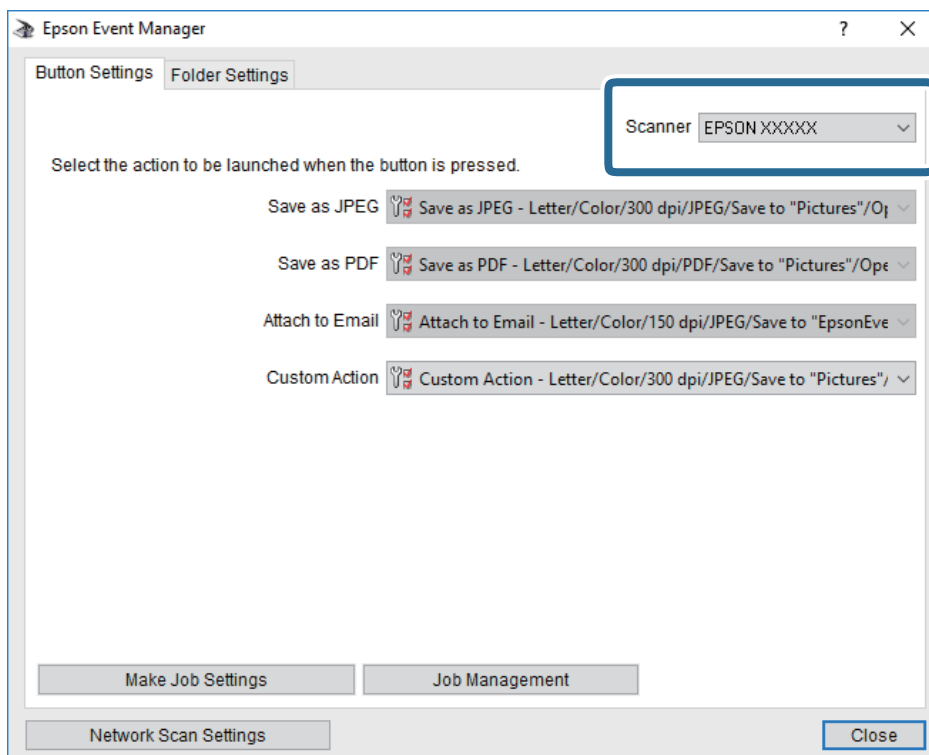 Epson Event Manager
?
Button Settings Folder Settings
Scanner EPSON XXXXX
Select the action to be launched when the button is pressed.
Save as JPEG Save as JPEG - Letter/Color/300 dpi/JPEG/Save to "Pictures"/Op
Save as PDF Save as PDF - Letter/Color/300 dpi/PDF/Save to "Pictures"/Ope
Attach to Email Attach to Email - Letter/Color/150 dpi/JPEG/Save to "EpsonEve
Custom Action Custom Action - Letter/Color/300 dpi/JPEG/Save to "Pictures"/
Make Job Settings Job Management
Network Scan Settings Close